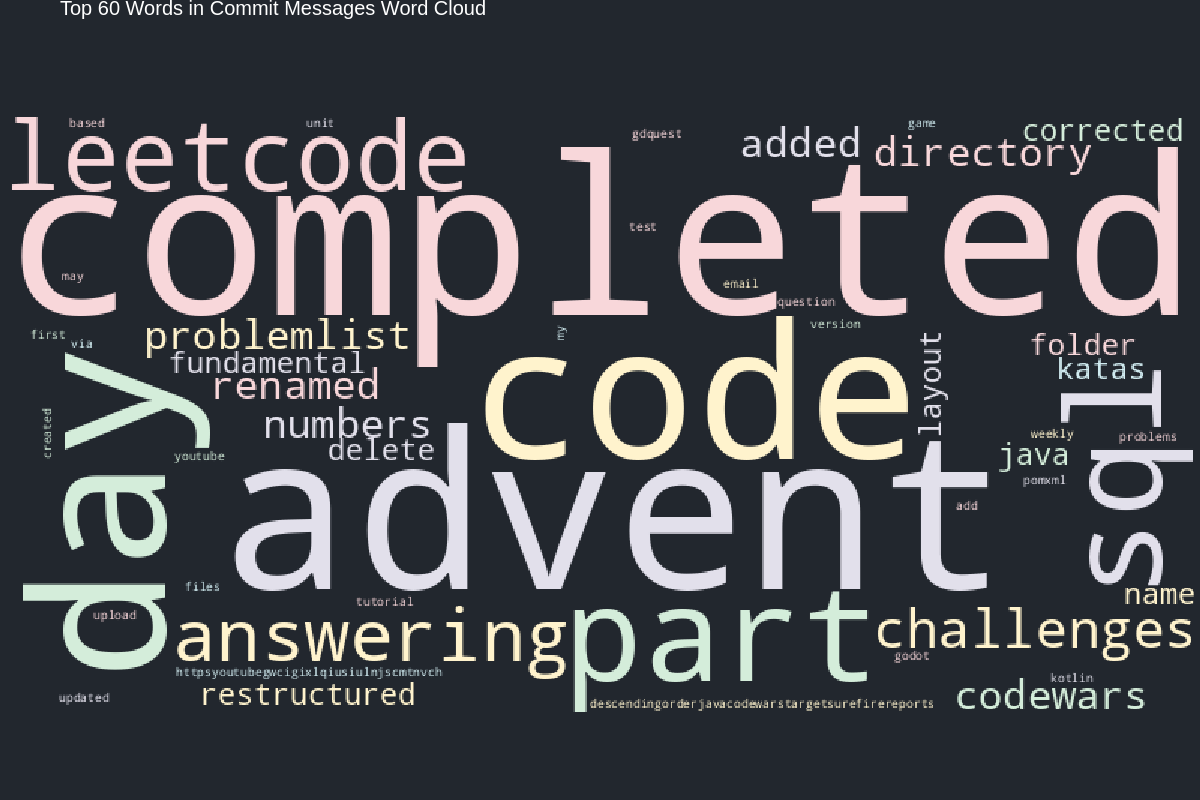 Top 60 Words in Commit Messages Word Cloud
based
unit
leetcode
gdquest
added
game
corrected
directory
completed
test
may
email
question
first
via
problemlist
my
version
layout
folder
fundamental
katas
renamed
code
sql
numbers
delete
created
day
youtube
weekly
problems
java
pomxml
advent
add
files
name
upload
tutorial
answering
part
challenges
godot
httpsyoutubegwcigixlqiusiulnjscmtnvch
kotlin
updated
restructured
descendingorderjavacodewarstargetsurefirereports
codewars